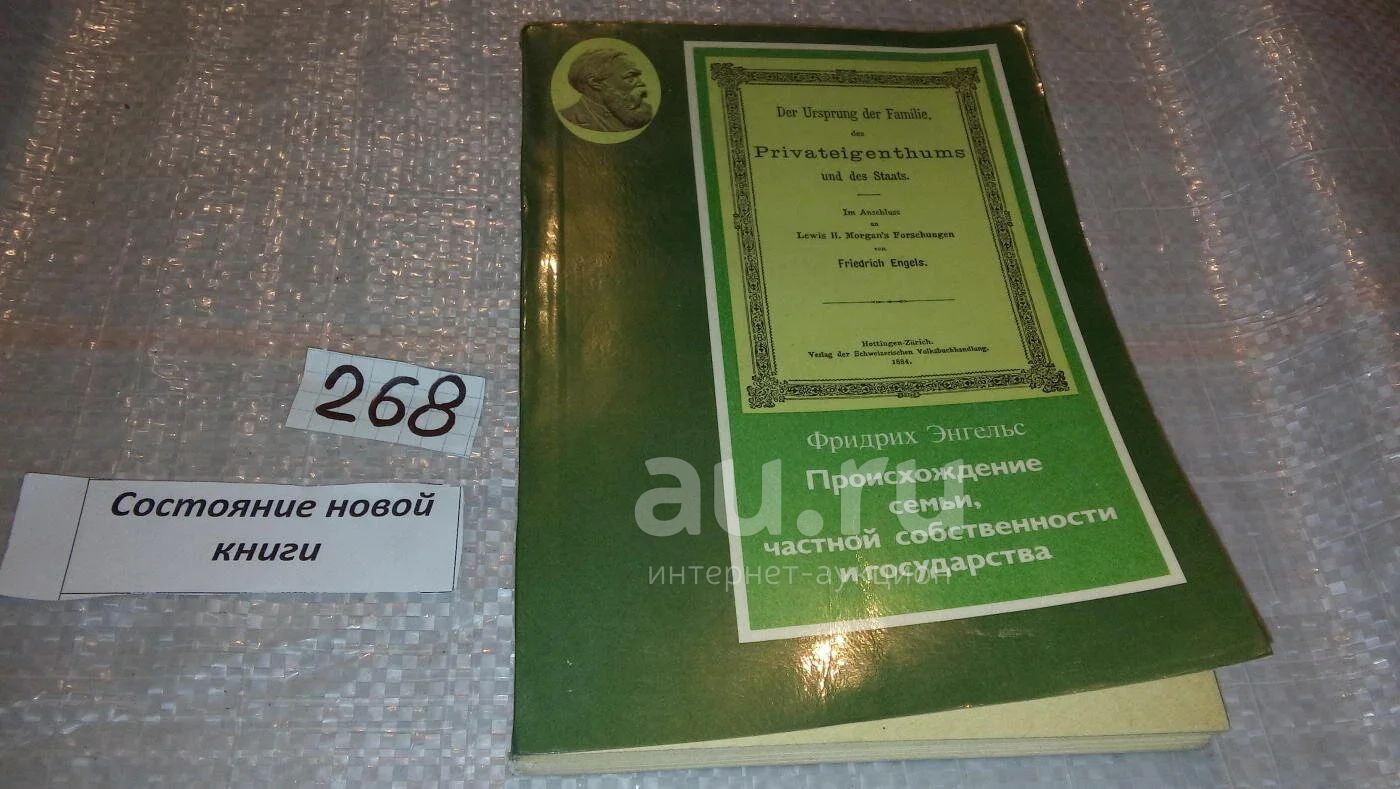 Der Ursprung der Familie,
des
Privateigenthums
und des Staats.
Im Anschluss
an
Lewis H. Morgan's Forschungen
von
Friedrich Engels.
Hottingen-Zürich.
Verlag der Schweizerischen Volksbuchhandlung.
1884.
Фридрих Энгельс
Происхождение
семьи,
частной собственности
и государства
268
Состояние новой
книги
au.ru
интернет-аукцион